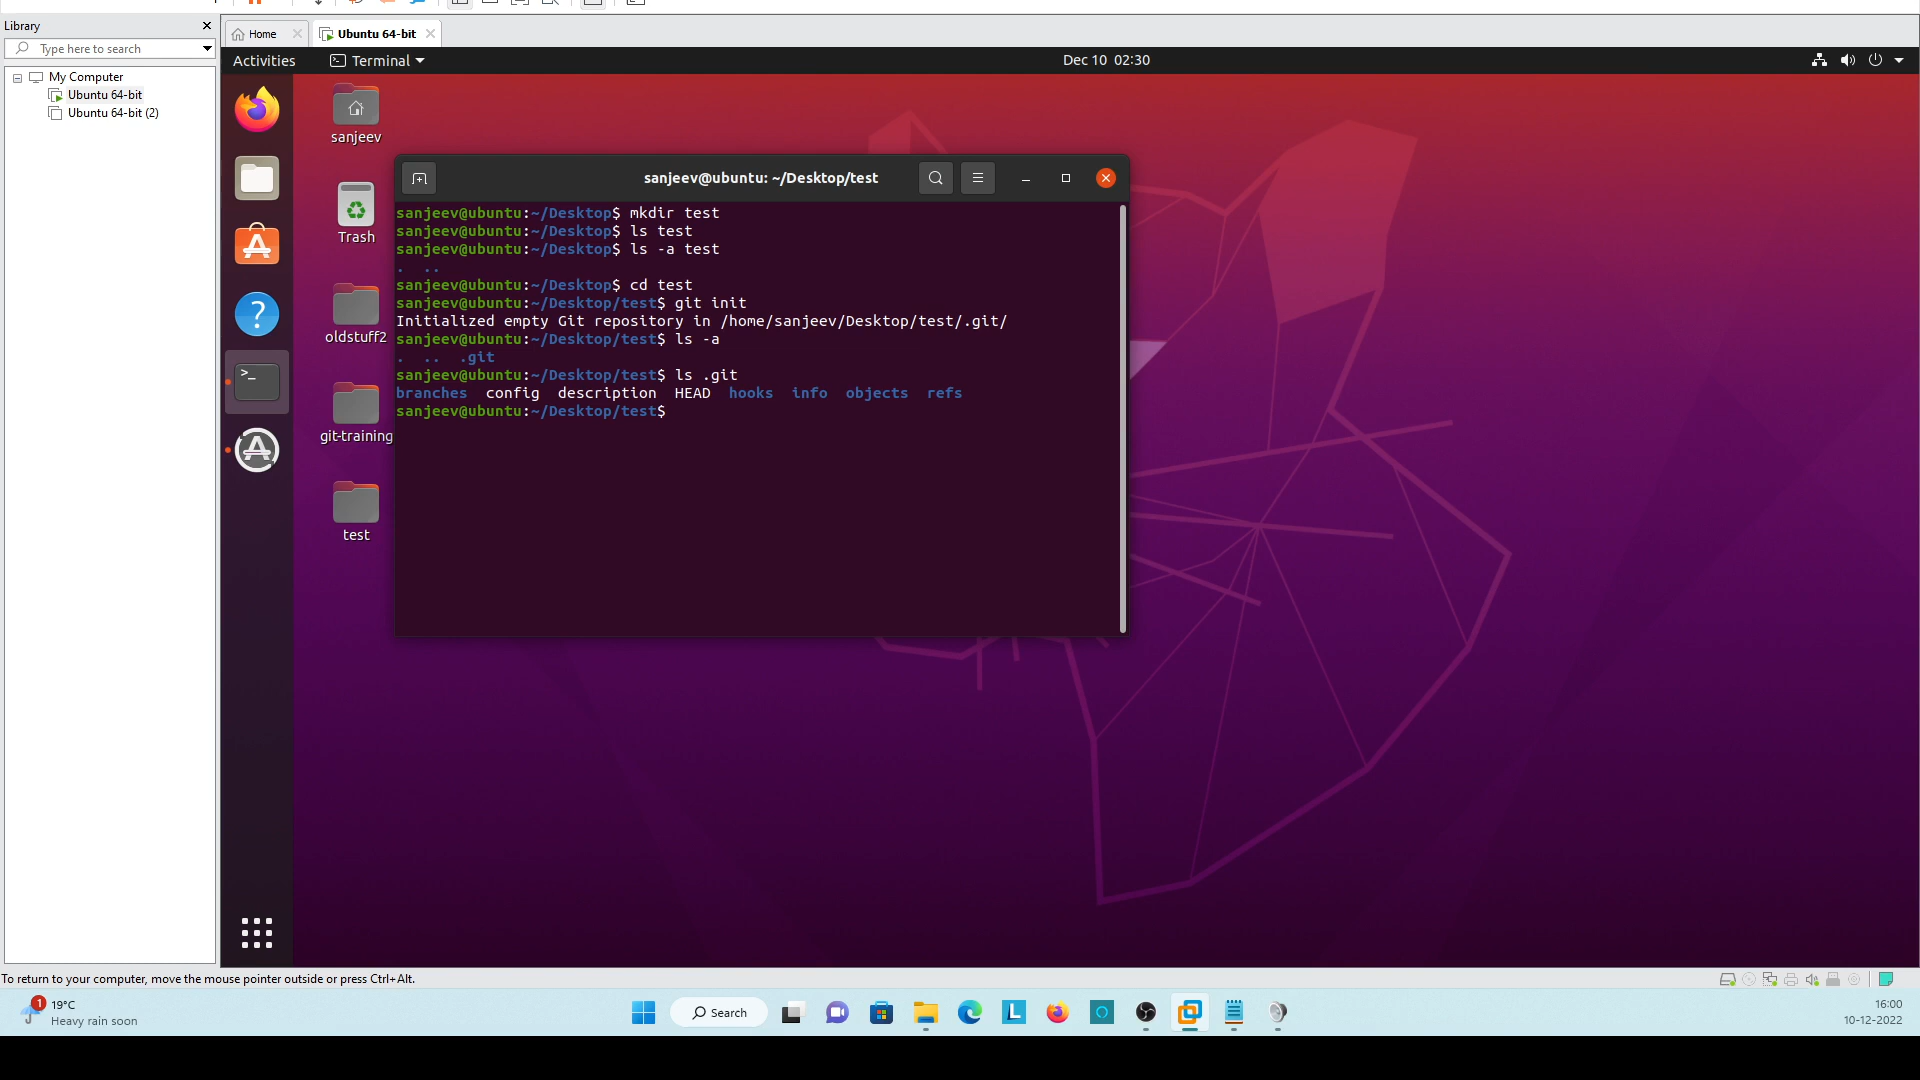 Library
Type here to search
My Computer
Ubuntu 64-bit
Ubuntu 64-bit (2)
Home
Ubuntu 64-bit
Activities
Terminal
Dec 10 02:30
sanjeev
Trash
oldstuff2
git-training
test
sanjeev@ubuntu: ~/Desktop/test
sanjeev@ubuntu:~/Desktop$ mkdir test
sanjeev@ubuntu:~/Desktop$ ls test
sanjeev@ubuntu:~/Desktop$ ls -a test
. ..
sanjeev@ubuntu:~/Desktop$ cd test
sanjeev@ubuntu:~/Desktop/test$ git init
Initialized empty Git repository in /home/sanjeev/Desktop/test/.git/
sanjeev@ubuntu:~/Desktop/test$ ls -a
. .. .git
sanjeev@ubuntu:~/Desktop/test$ ls .git
branches config description HEAD hooks info objects refs
sanjeev@ubuntu:~/Desktop/test$
To return to your computer, move the mouse pointer outside or press Ctrl+Alt.
1
19°C
Heavy rain soon
Search
L
16:00
10-12-2022